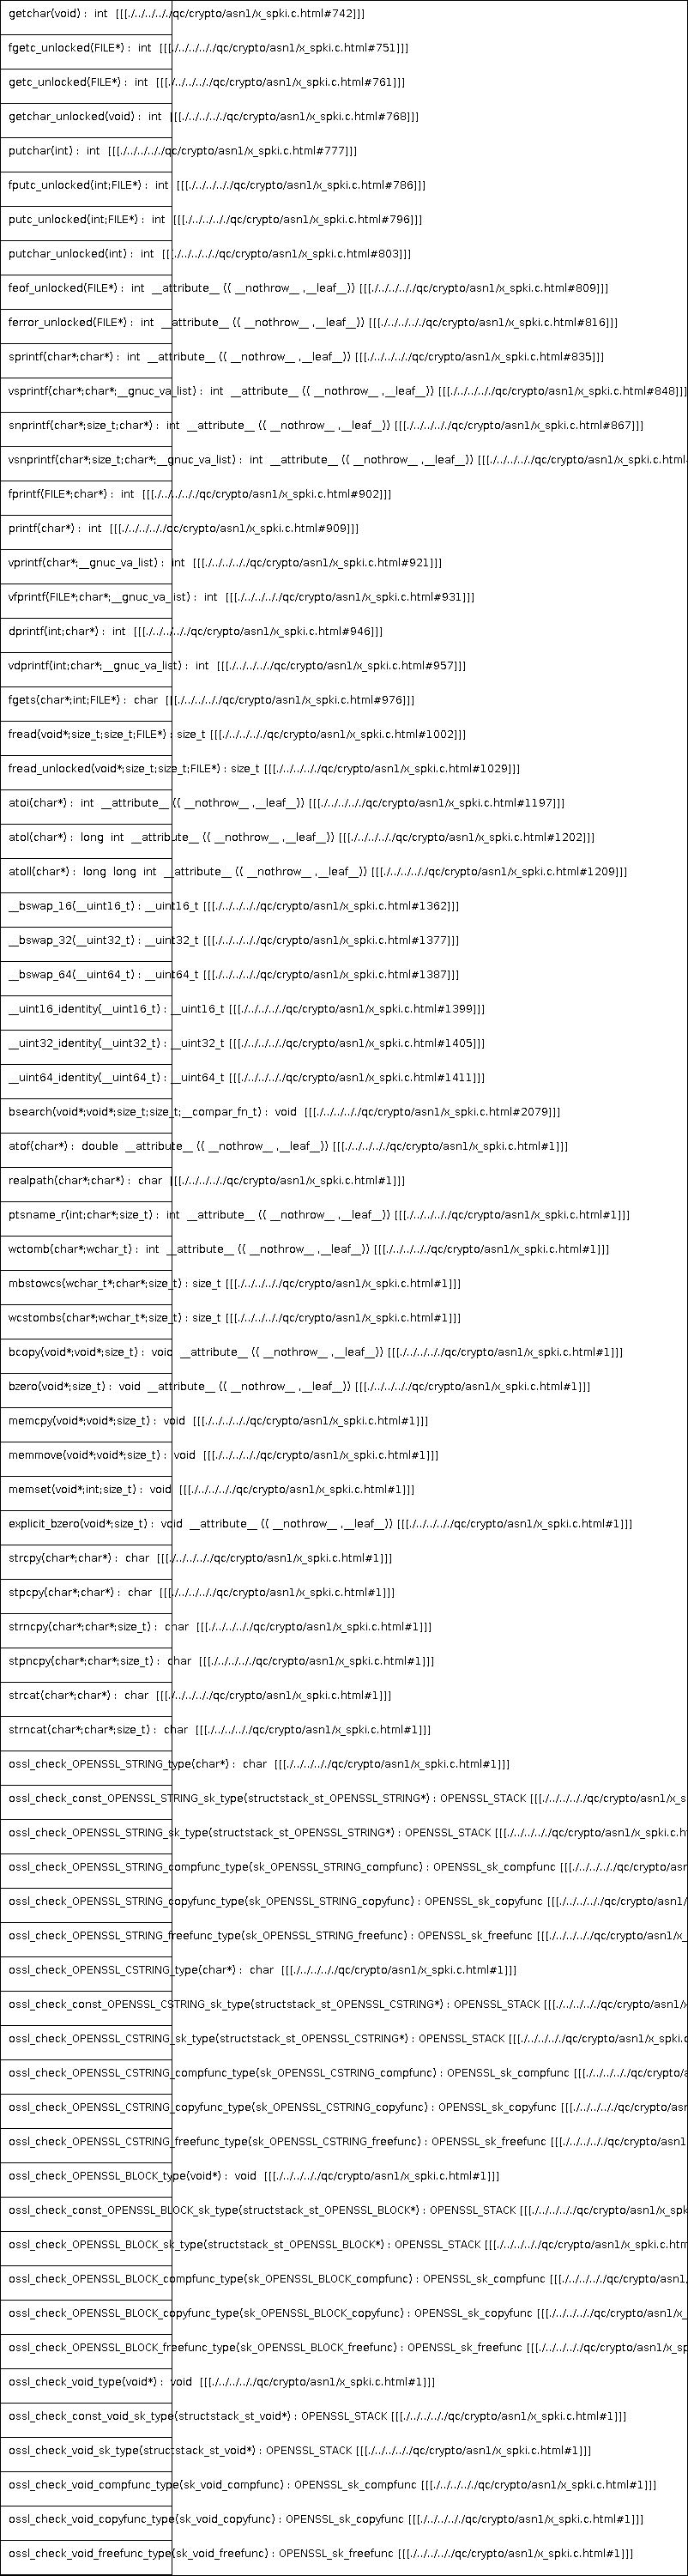 getchar(void) : int [[[./../../../qc/crypto/asn1/x_spki.c.html#742]]]
fgetc_unlocked(FILE*) : int [[[./../../../qc/crypto/asn1/x_spki.c.html#751]]]
getc_unlocked(FILE*) : int [[[./../../../qc/crypto/asn1/x_spki.c.html#761]]]
getchar_unlocked(void) : int [[[./../../../qc/crypto/asn1/x_spki.c.html#768]]]
putchar(int) : int [[[./../../../qc/crypto/asn1/x_spki.c.html#777]]]
fputc_unlocked(int;FILE*) : int [[[./../../../qc/crypto/asn1/x_spki.c.html#786]]]
putc_unlocked(int;FILE*) : int [[[./../../../qc/crypto/asn1/x_spki.c.html#796]]]
putchar_unlocked(int) : int [[[./../../../qc/crypto/asn1/x_spki.c.html#803]]]
feof_unlocked(FILE*) : int __attribute__ (( __nothrow__ ,__leaf__)) [[[./../../../qc/crypto/asn1/x_spki.c.html#809]]]
ferror_unlocked(FILE*) : int __attribute__ (( __nothrow__ ,__leaf__)) [[[./../../../qc/crypto/asn1/x_spki.c.html#816]]]
sprintf(char*;char*) : int __attribute__ (( __nothrow__ ,__leaf__)) [[[./../../../qc/crypto/asn1/x_spki.c.html#835]]]
vsprintf(char*;char*;__gnuc_va_list) : int __attribute__ (( __nothrow__ ,__leaf__)) [[[./../../../qc/crypto/asn1/x_spki.c.html#848]]]
snprintf(char*;size_t;char*) : int __attribute__ (( __nothrow__ ,__leaf__)) [[[./../../../qc/crypto/asn1/x_spki.c.html#867]]]
vsnprintf(char*;size_t;char*;__gnuc_va_list) : int __attribute__ (( __nothrow__ ,__leaf__)) [[[./../../../qc/crypto/asn1/x_spki.c.html
fprintf(FILE*;char*) : int [[[./../../../qc/crypto/asn1/x_spki.c.html#902]]]
printf(char*) : int [[[./../../../qc/crypto/asn1/x_spki.c.html#909]]]
vprintf(char*;__gnuc_va_list) : int [[[./../../../qc/crypto/asn1/x_spki.c.html#921]]]
vfprintf(FILE*;char*;__gnuc_va_list) : int [[[./../../../qc/crypto/asn1/x_spki.c.html#931]]]
dprintf(int;char*) : int [[[./../../../qc/crypto/asn1/x_spki.c.html#946]]]
vdprintf(int;char*;__gnuc_va_list) : int [[[./../../../qc/crypto/asn1/x_spki.c.html#957]]]
fgets(char*;int;FILE*) : char [[[./../../../qc/crypto/asn1/x_spki.c.html#976]]]
fread(void*;size_t;size_t;FILE*) : size_t [[[./../../../qc/crypto/asn1/x_spki.c.html#1002]]]
fread_unlocked(void*;size_t;size_t;FILE*) : size_t [[[./../../../qc/crypto/asn1/x_spki.c.html#1029]]]
atoi(char*) : int __attribute__ (( __nothrow__ ,__leaf__)) [[[./../../../qc/crypto/asn1/x_spki.c.html#1197]]]
atol(char*) : long int __attribute__ (( __nothrow__ ,__leaf__)) [[[./../../../qc/crypto/asn1/x_spki.c.html#1202]]]
atoll(char*) : long long int __attribute__ (( __nothrow__ ,__leaf__)) [[[./../../../qc/crypto/asn1/x_spki.c.html#1209]]]
__bswap_16(__uint16_t) : __uint16_t [[[./../../../qc/crypto/asn1/x_spki.c.html#1362]]]
__bswap_32(__uint32_t) : __uint32_t [[[./../../../qc/crypto/asn1/x_spki.c.html#1377]]]
__bswap_64(__uint64_t) : __uint64_t [[[./../../../qc/crypto/asn1/x_spki.c.html#1387]]]
__uint16_identity(__uint16_t) : __uint16_t [[[./../../../qc/crypto/asn1/x_spki.c.html#1399]]]
__uint32_identity(__uint32_t) : __uint32_t [[[./../../../qc/crypto/asn1/x_spki.c.html#1405]]]
__uint64_identity(__uint64_t) : __uint64_t [[[./../../../qc/crypto/asn1/x_spki.c.html#1411]]]
bsearch(void*;void*;size_t;size_t;__compar_fn_t) : void [[[./../../../qc/crypto/asn1/x_spki.c.html#2079]]]
atof(char*) : double __attribute__ (( __nothrow__ ,__leaf__)) [[[./../../../qc/crypto/asn1/x_spki.c.html#1]]]
realpath(char*;char*) : char [[[./../../../qc/crypto/asn1/x_spki.c.html#1]]]
ptsname_r(int;char*;size_t) : int __attribute__ (( __nothrow__ ,__leaf__)) [[[./../../../qc/crypto/asn1/x_spki.c.html#1]]]
wctomb(char*;wchar_t) : int __attribute__ (( __nothrow__ ,__leaf__)) [[[./../../../qc/crypto/asn1/x_spki.c.html#1]]]
mbstowcs(wchar_t*;char*;size_t) : size_t [[[./../../../qc/crypto/asn1/x_spki.c.html#1]]]
wcstombs(char*;wchar_t*;size_t) : size_t [[[./../../../qc/crypto/asn1/x_spki.c.html#1]]]
bcopy(void*;void*;size_t) : void __attribute__ (( __nothrow__ ,__leaf__)) [[[./../../../qc/crypto/asn1/x_spki.c.html#1]]]
bzero(void*;size_t) : void __attribute__ (( __nothrow__ ,__leaf__)) [[[./../../../qc/crypto/asn1/x_spki.c.html#1]]]
memcpy(void*;void*;size_t) : void [[[./../../../qc/crypto/asn1/x_spki.c.html#1]]]
memmove(void*;void*;size_t) : void [[[./../../../qc/crypto/asn1/x_spki.c.html#1]]]
memset(void*;int;size_t) : void [[[./../../../qc/crypto/asn1/x_spki.c.html#1]]]
explicit_bzero(void*;size_t) : void __attribute__ (( __nothrow__ ,__leaf__)) [[[./../../../qc/crypto/asn1/x_spki.c.html#1]]]
strcpy(char*;char*) : char [[[./../../../qc/crypto/asn1/x_spki.c.html#1]]]
stpcpy(char*;char*) : char [[[./../../../qc/crypto/asn1/x_spki.c.html#1]]]
strncpy(char*;char*;size_t) : char [[[./../../../qc/crypto/asn1/x_spki.c.html#1]]]
stpncpy(char*;char*;size_t) : char [[[./../../../qc/crypto/asn1/x_spki.c.html#1]]]
strcat(char*;char*) : char [[[./../../../qc/crypto/asn1/x_spki.c.html#1]]]
strncat(char*;char*;size_t) : char [[[./../../../qc/crypto/asn1/x_spki.c.html#1]]]
ossl_check_OPENSSL_STRING_type(char*) : char [[[./../../../qc/crypto/asn1/x_spki.c.html#1]]]
ossl_check_const_OPENSSL_STRING_sk_type(structstack_st_OPENSSL_STRING*) : OPENSSL_STACK [[[./../../../qc/crypto/asn1/x_s
ossl_check_OPENSSL_STRING_sk_type(structstack_st_OPENSSL_STRING*) : OPENSSL_STACK [[[./../../../qc/crypto/asn1/x_spki.c.h
ossl_check_OPENSSL_STRING_compfunc_type(sk_OPENSSL_STRING_compfunc) : OPENSSL_sk_compfunc [[[./../../../qc/crypto/asn
ossl_check_OPENSSL_STRING_copyfunc_type(sk_OPENSSL_STRING_copyfunc) : OPENSSL_sk_copyfunc [[[./../../../qc/crypto/asn1/
ossl_check_OPENSSL_STRING_freefunc_type(sk_OPENSSL_STRING_freefunc) : OPENSSL_sk_freefunc [[[./../../../qc/crypto/asn1/x_
ossl_check_OPENSSL_CSTRING_type(char*) : char [[[./../../../qc/crypto/asn1/x_spki.c.html#1]]]
ossl_check_const_OPENSSL_CSTRING_sk_type(structstack_st_OPENSSL_CSTRING*) : OPENSSL_STACK [[[./../../../qc/crypto/asn1/
ossl_check_OPENSSL_CSTRING_sk_type(structstack_st_OPENSSL_CSTRING*) : OPENSSL_STACK [[[./../../../qc/crypto/asn1/x_spki.c
ossl_check_OPENSSL_CSTRING_compfunc_type(sk_OPENSSL_CSTRING_compfunc) : OPENSSL_sk_compfunc [[[./../../../qc/crypto/a
ossl_check_OPENSSL_CSTRING_copyfunc_type(sk_OPENSSL_CSTRING_copyfunc) : OPENSSL_sk_copyfunc [[[./../../../qc/crypto/asn
ossl_check_OPENSSL_CSTRING_freefunc_type(sk_OPENSSL_CSTRING_freefunc) : OPENSSL_sk_freefunc [[[./../../../qc/crypto/asn1
ossl_check_OPENSSL_BLOCK_type(void*) : void [[[./../../../qc/crypto/asn1/x_spki.c.html#1]]]
ossl_check_const_OPENSSL_BLOCK_sk_type(structstack_st_OPENSSL_BLOCK*) : OPENSSL_STACK [[[./../../../qc/crypto/asn1/x_spk
ossl_check_OPENSSL_BLOCK_sk_type(structstack_st_OPENSSL_BLOCK*) : OPENSSL_STACK [[[./../../../qc/crypto/asn1/x_spki.c.htm
ossl_check_OPENSSL_BLOCK_compfunc_type(sk_OPENSSL_BLOCK_compfunc) : OPENSSL_sk_compfunc [[[./../../../qc/crypto/asn1/
ossl_check_OPENSSL_BLOCK_copyfunc_type(sk_OPENSSL_BLOCK_copyfunc) : OPENSSL_sk_copyfunc [[[./../../../qc/crypto/asn1/x_
ossl_check_OPENSSL_BLOCK_freefunc_type(sk_OPENSSL_BLOCK_freefunc) : OPENSSL_sk_freefunc [[[./../../../qc/crypto/asn1/x_sp
ossl_check_void_type(void*) : void [[[./../../../qc/crypto/asn1/x_spki.c.html#1]]]
ossl_check_const_void_sk_type(structstack_st_void*) : OPENSSL_STACK [[[./../../../qc/crypto/asn1/x_spki.c.html#1]]]
ossl_check_void_sk_type(structstack_st_void*) : OPENSSL_STACK [[[./../../../qc/crypto/asn1/x_spki.c.html#1]]]
ossl_check_void_compfunc_type(sk_void_compfunc) : OPENSSL_sk_compfunc [[[./../../../qc/crypto/asn1/x_spki.c.html#1]]]
ossl_check_void_copyfunc_type(sk_void_copyfunc) : OPENSSL_sk_copyfunc [[[./../../../qc/crypto/asn1/x_spki.c.html#1]]]
ossl_check_void_freefunc_type(sk_void_freefunc) : OPENSSL_sk_freefunc [[[./../../../qc/crypto/asn1/x_spki.c.html#1]]]